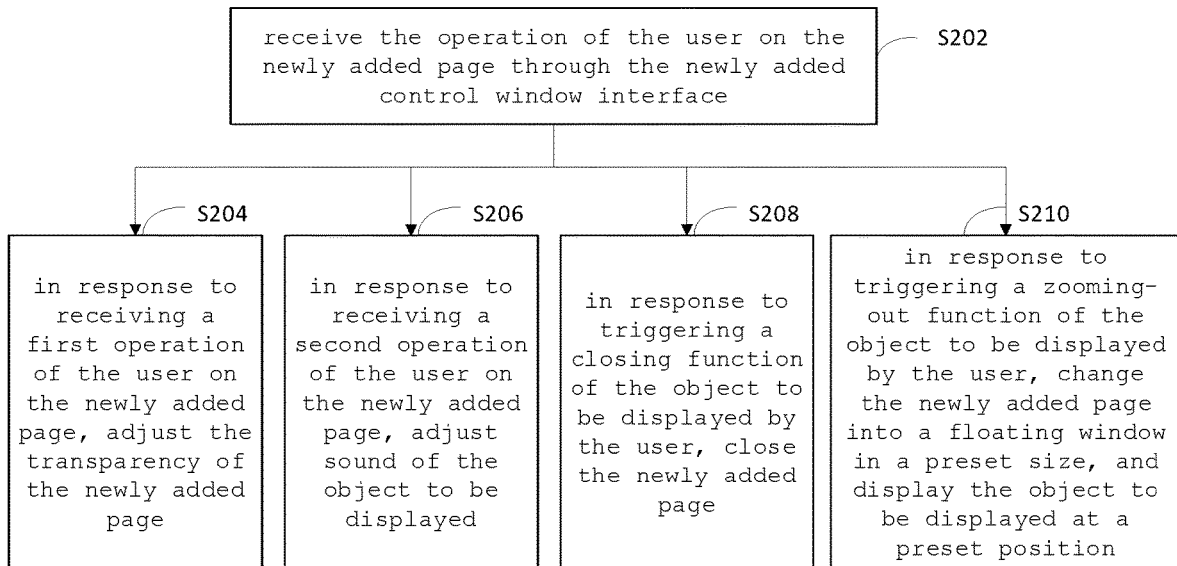 receive the operation of the user on the
newly added page through the newly added
control window interface
S202
S204
in response to
receiving a
first operation
of the user on
the newly added
page, adjust the
transparency of
the newly added
page
S206
in response to
receiving a
second operation
of the user on
the newly added
page, adjust
sound of the
object to be
displayed
S208
in response to
triggering a
closing function
of the object to
be displayed by
the user, close
the newly added
page
S210
in response to
triggering a zooming-
out function of the
object to be displayed
by the user, change
the newly added page
into a floating window
in a preset size, and
display the object to
be displayed at a
preset position